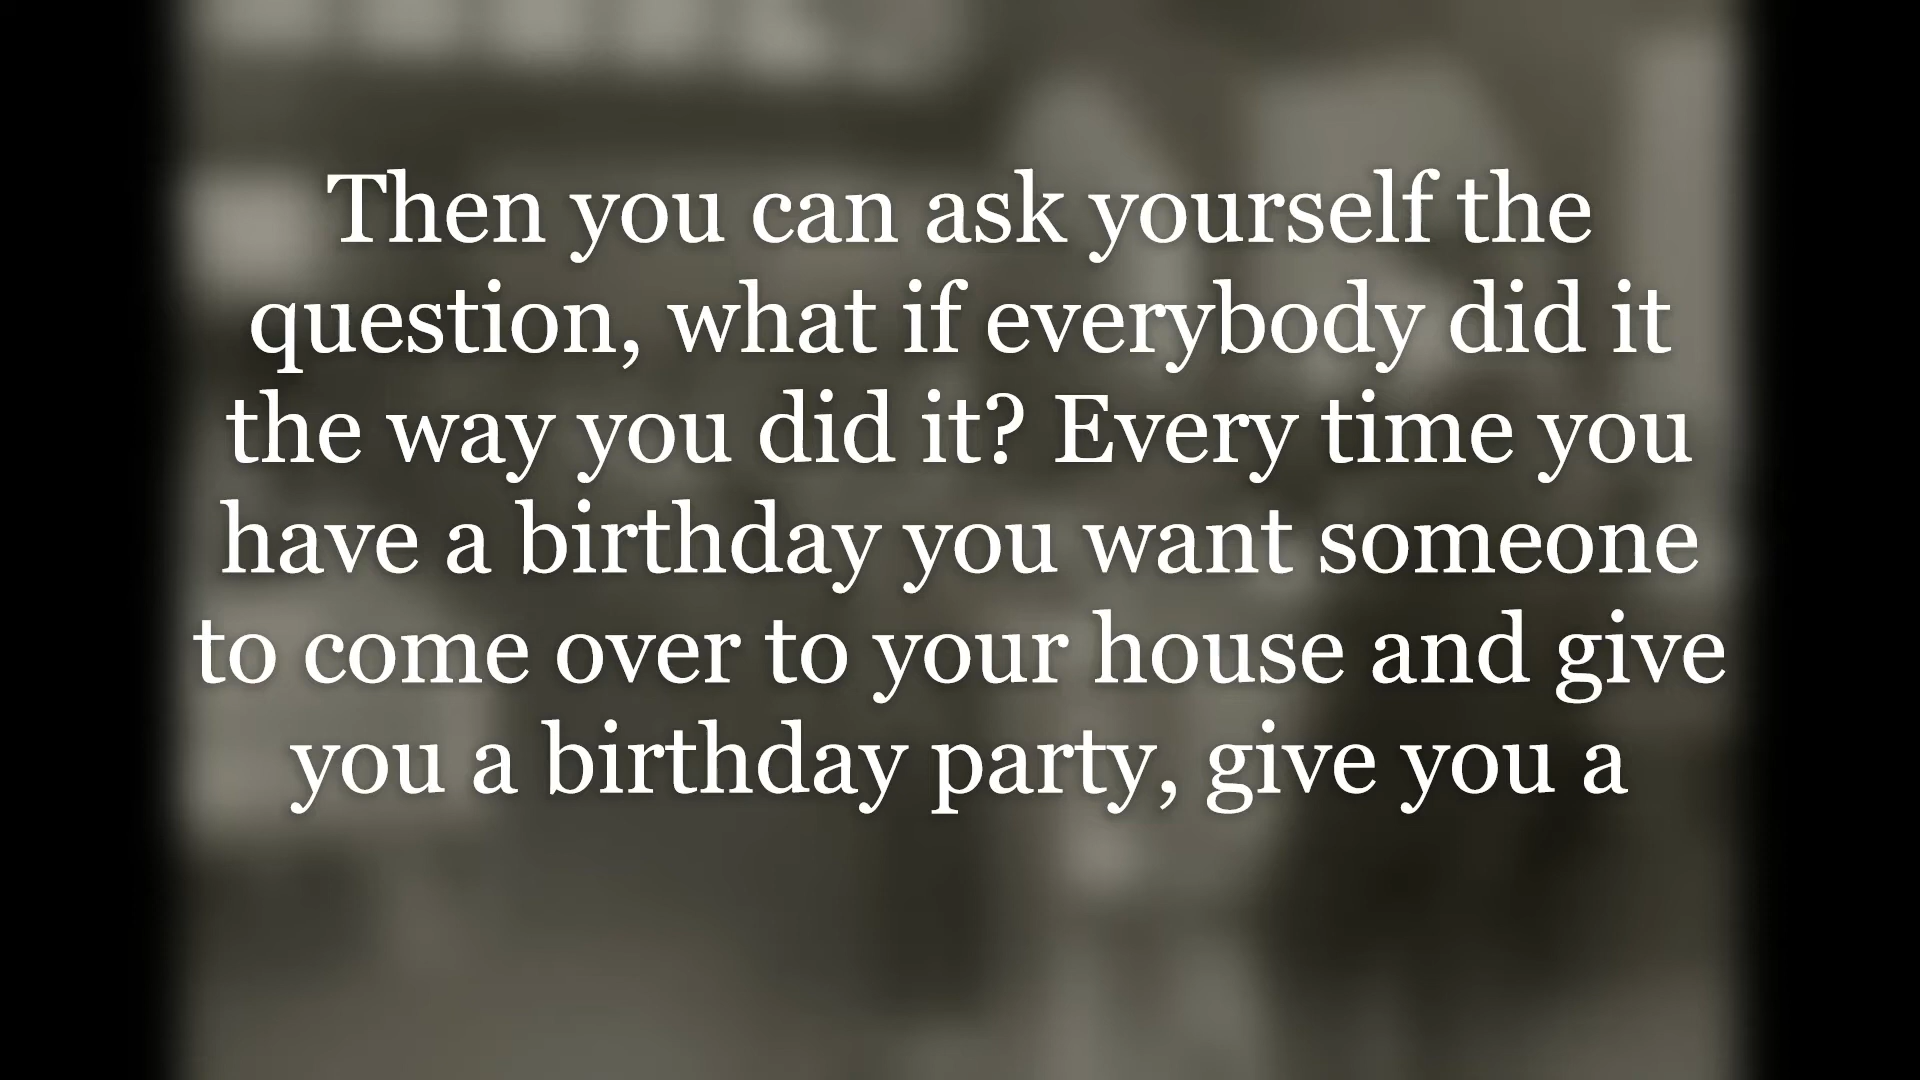 Then you can ask yourself the
question, what if everybody did it
the way you did it? Every time you
have a birthday you want someone
to come over to your house and give
you a birthday party, give you a